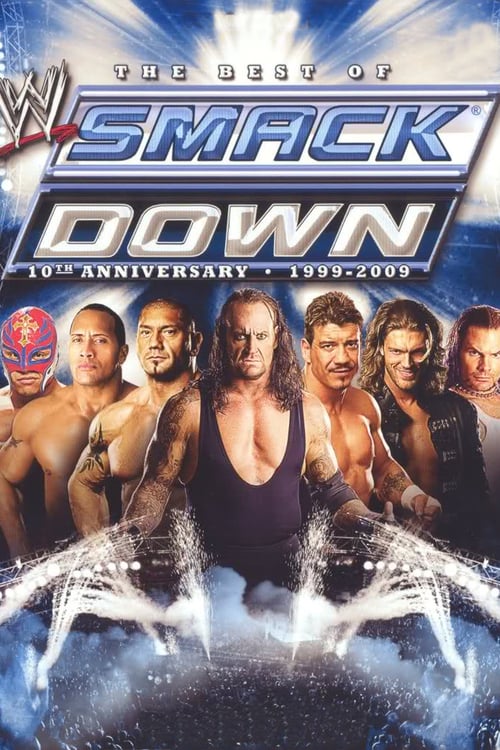 THE BEST OF
W
SMACK
®
DOWN
10TH ANNIVERSARY • 1999-2009